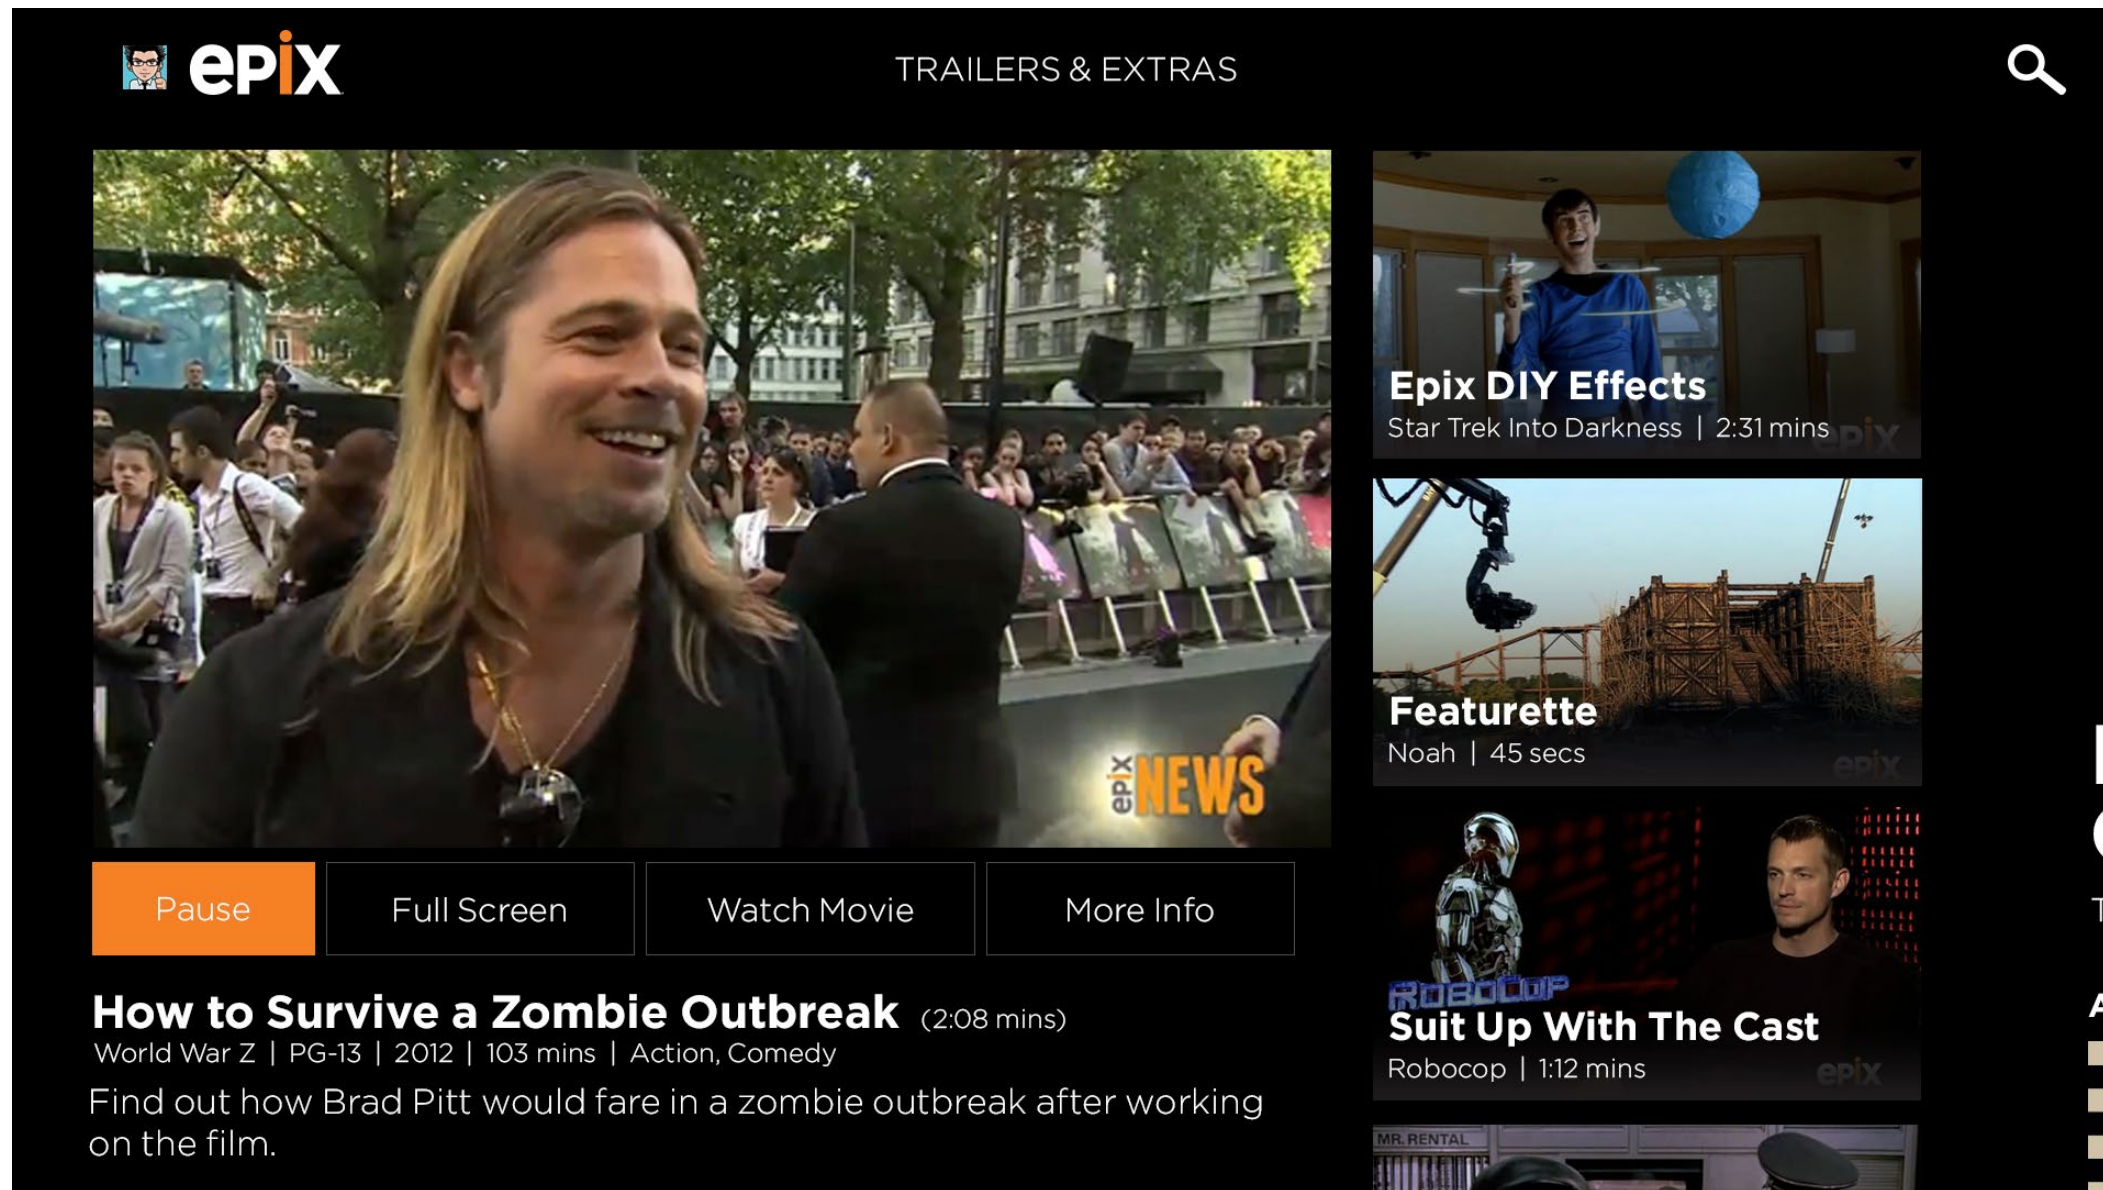 epix
TRAILERS & EXTRAS
epix NEWS
Pause
Full Screen
Watch Movie
More Info
How to Survive a Zombie Outbreak (2:08 mins)
World War Z | PG-13 | 2012 | 103 mins | Action, Comedy
Find out how Brad Pitt would fare in a zombie outbreak after working
on the film.
Epix DIY Effects
Star Trek Into Darkness | 2:31 mins
epix
Featurette
Noah | 45 secs
epix
ROBOCOP
Suit Up With The Cast
Robocop | 1:12 mins
epix
MR. RENTAL